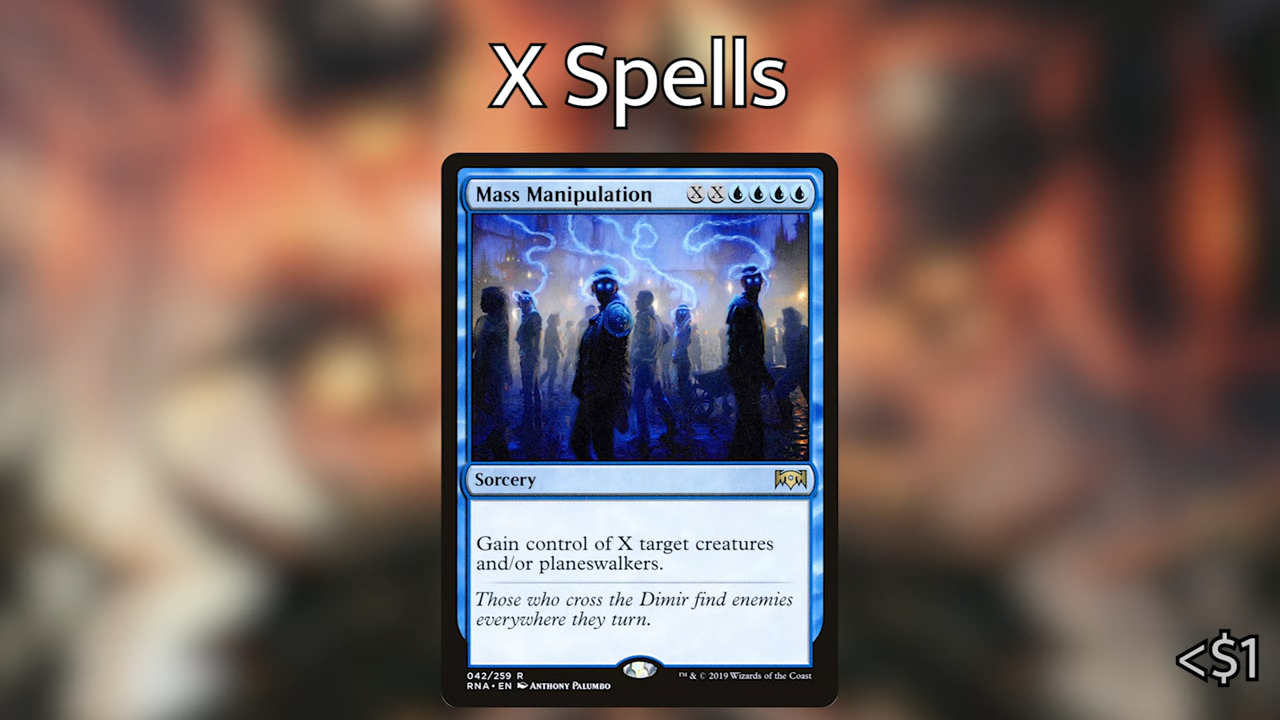 X Spells
Mass Manipulation XX
Sorcery
Gain control of X target creatures
and/or planeswalkers.
Those who cross the Dimir find enemies
everywhere they turn.
042/259 R
RNA • EN ANTHONY PALUMBO
™ & © 2019 Wizards of the Coast
<$1